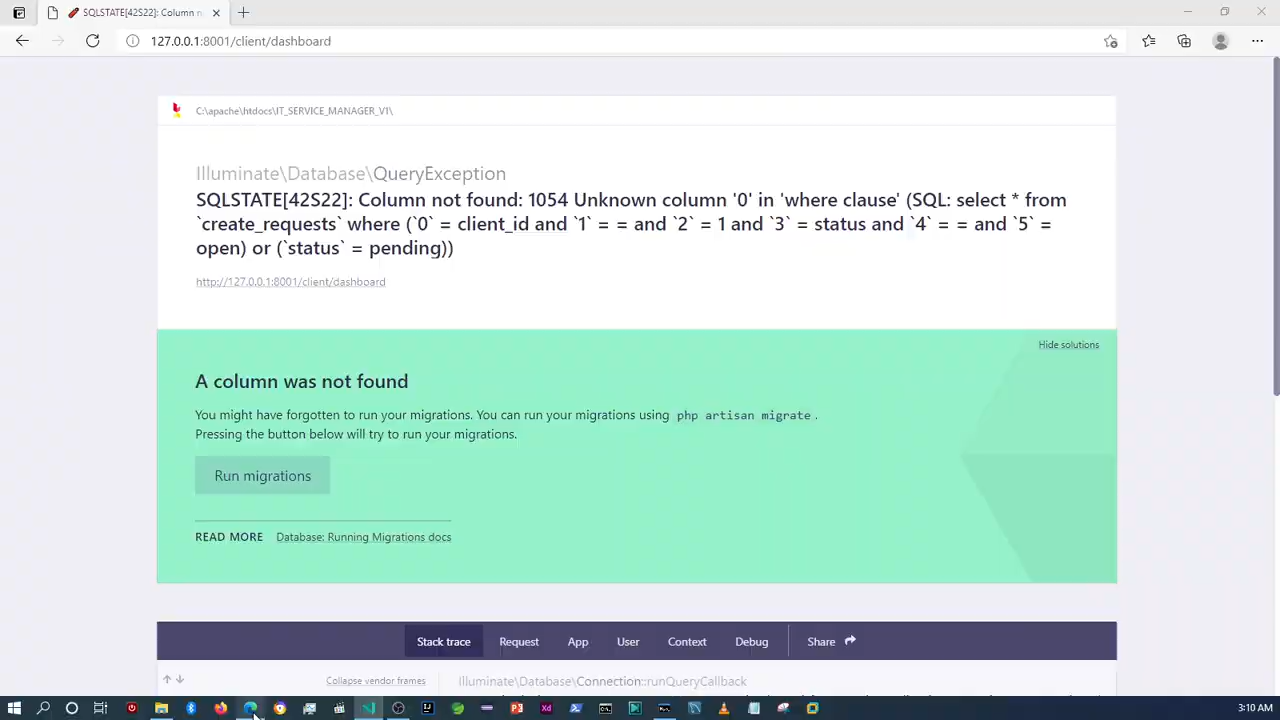 SQLSTATE[42S22]: Column n
127.0.0.1:8001/client/dashboard
C:\apache\htdocs\IT_SERVICE_MANAGER_V1\
Illuminate\Database\QueryException
SQLSTATE[42S22]: Column not found: 1054 Unknown column '0' in 'where clause' (SQL: select * from
`create_requests` where (`0` = client_id and `1` = = and `2` = 1 and `3` = status and `4` = = and `5` =
open) or (`status` = pending))
http://127.0.0.1:8001/client/dashboard
Hide solutions
A column was not found
You might have forgotten to run your migrations. You can run your migrations using php artisan migrate .
Pressing the button below will try to run your migrations.
Run migrations
READ MORE Database: Running Migrations docs
Stack trace Request App User Context Debug Share
Collapse vendor frames Illuminate\Database\Connection::runQueryCallback
3:10 AM